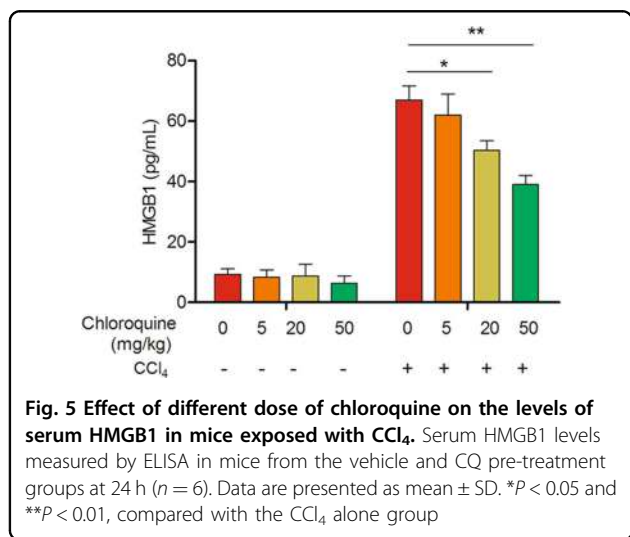 **
*
80
60
40
20
0
HMGB1 (pg/mL)
Chloroquine 0 5 20 50 0 5 20 50
(mg/kg)
CCl₄ - - - - + + + +
Fig. 5 Effect of different dose of chloroquine on the levels of
serum HMGB1 in mice exposed with CCl₄. Serum HMGB1 levels
measured by ELISA in mice from the vehicle and CQ pre-treatment
groups at 24 h (n = 6). Data are presented as mean ± SD. *P < 0.05 and
**P < 0.01, compared with the CCl₄ alone group